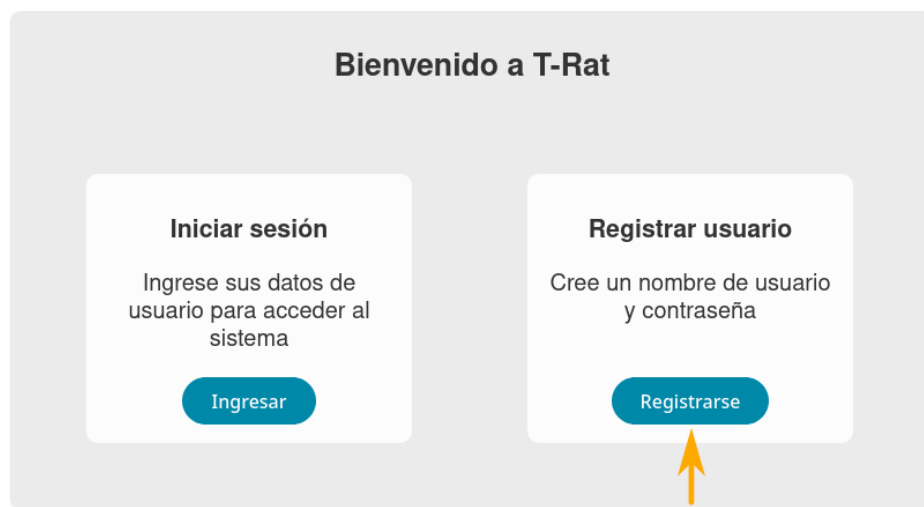 Bienvenido a T-Rat
Iniciar sesión
Ingrese sus datos de
usuario para acceder al
sistema
Ingresar
Registrar usuario
Cree un nombre de usuario
y contraseña
Registrarse